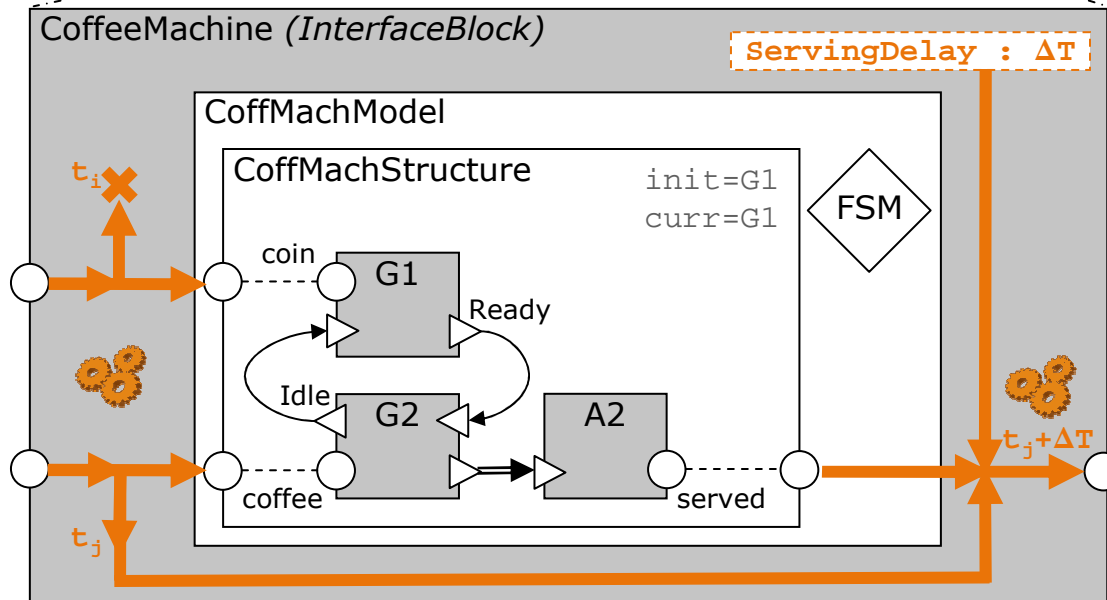 CoffeeMachine (InterfaceBlock)
ServingDelay : ΔT
CoffMachModel
CoffMachStructure
init=G1
curr=G1
FSM
tᵢ
coin
G1
Ready
Idle
G2
A2
coffee
served
tⱼ
tⱼ+ΔT